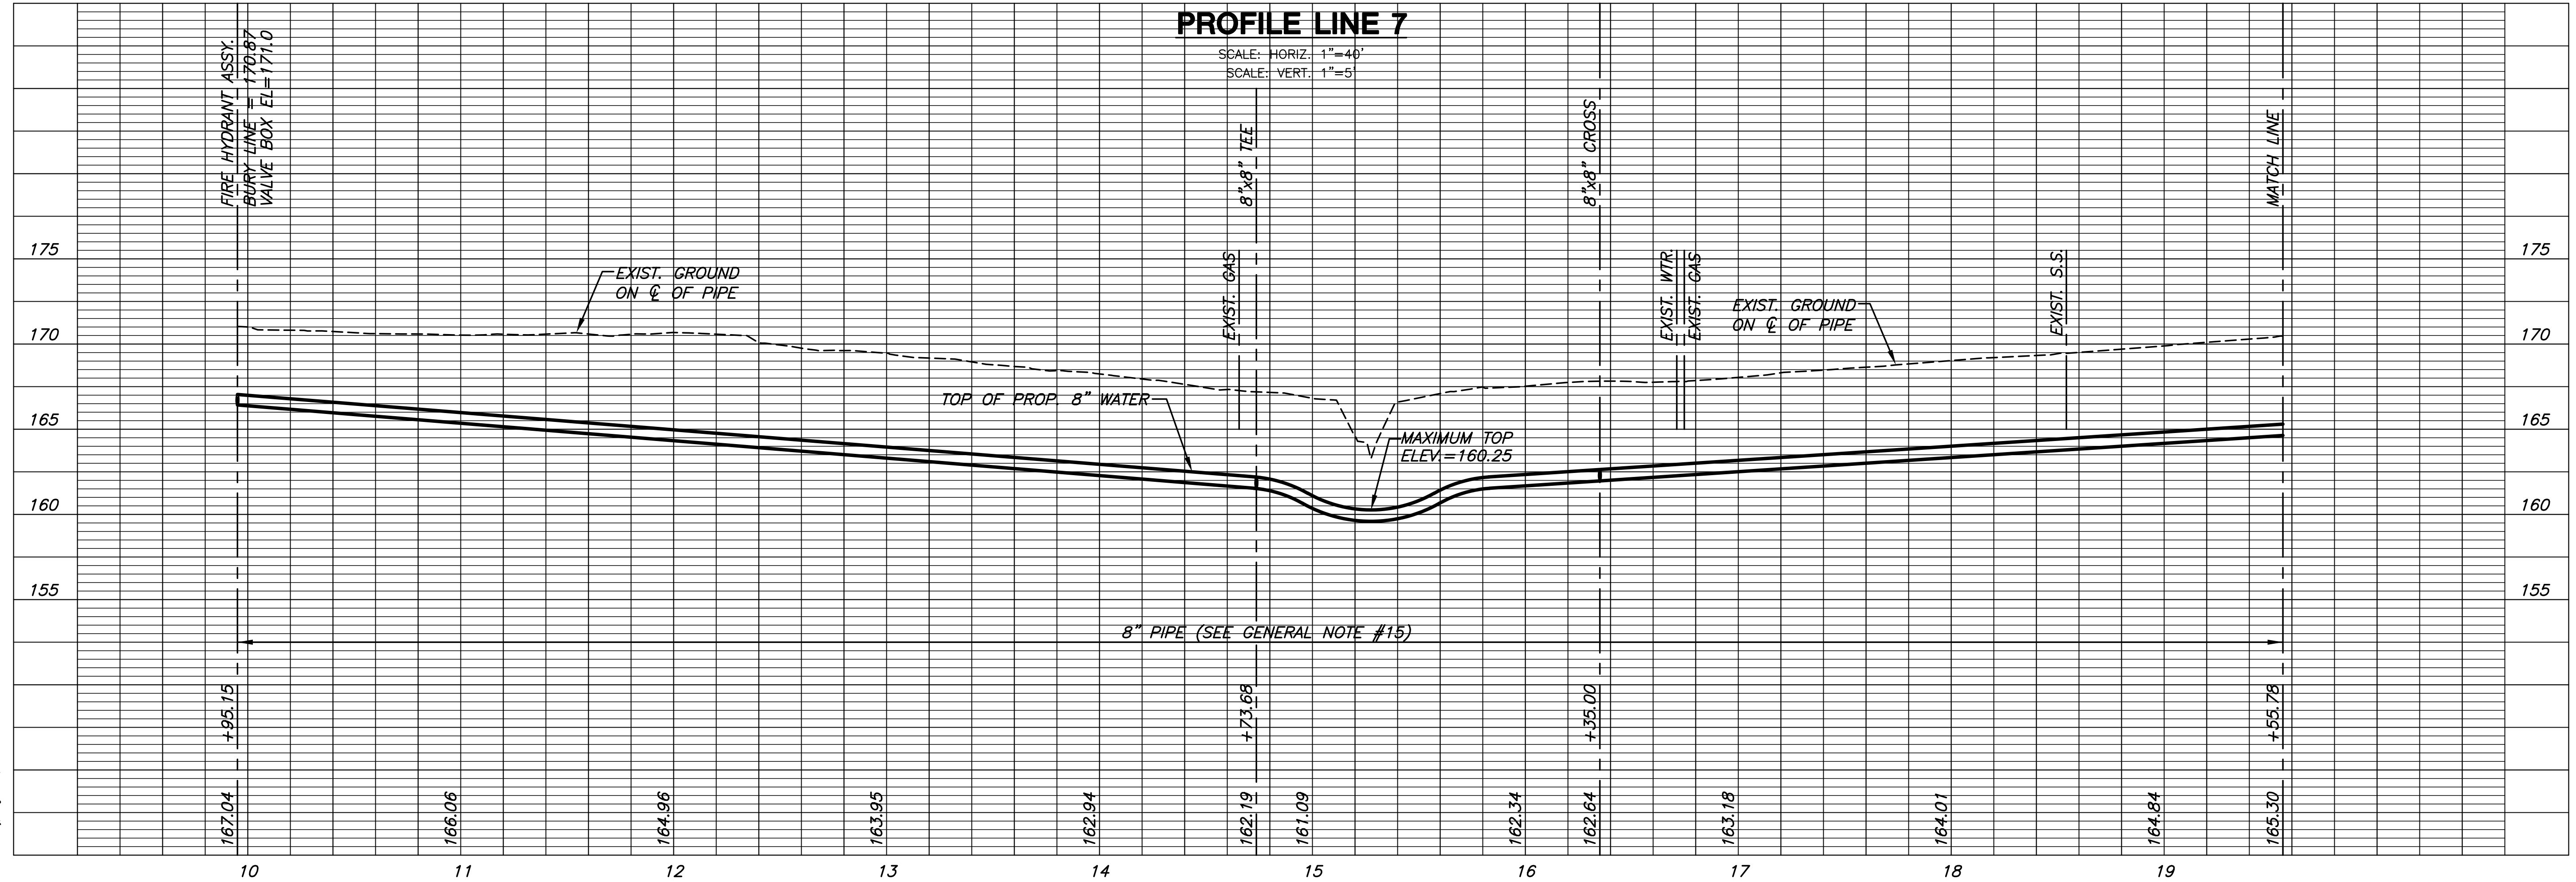 PROFILE LINE 7
SCALE: HORIZ. 1"=40'
SCALE: VERT. 1"=5'
FIRE HYDRANT ASSY.
BURY LINE = 170.87
VALVE BOX EL=171.0
8"x8" TEE
8"x8" CROSS
MATCH LINE
175
175
EXIST. GROUND
ON ℄ OF PIPE
EXIST. GAS
EXIST. WTR.
EXIST. GAS
EXIST. GROUND
ON ℄ OF PIPE
EXIST. S.S.
170
170
TOP OF PROP. 8" WATER
165
165
MAXIMUM TOP
ELEV.=160.25
160
160
155
155
8" PIPE (SEE GENERAL NOTE #15)
+95.15
+73.68
+35.00
+55.78
167.04
166.06
164.96
163.95
162.94
162.19
161.09
162.34
162.64
163.18
164.01
164.84
165.30
10
11
12
13
14
15
16
17
18
19